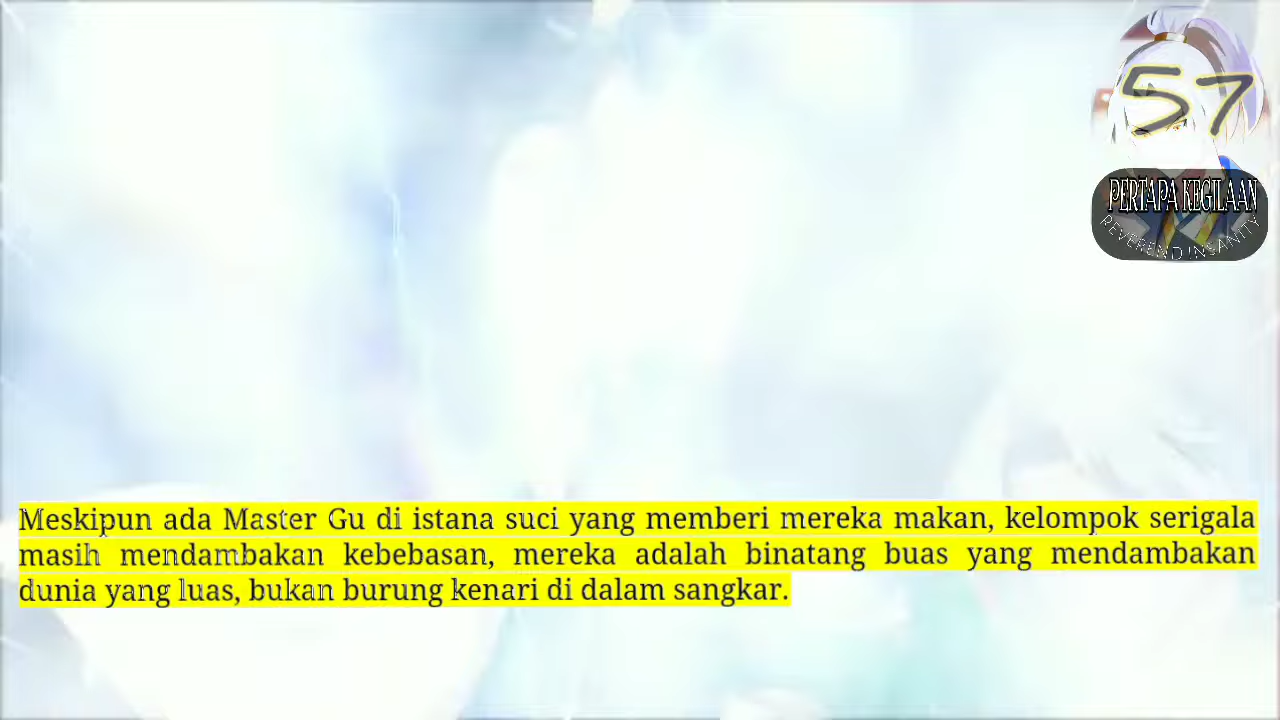 57
PERTAPA KEGILAAN
REVEREND INSANITY
Meskipun ada Master Gu di istana suci yang memberi mereka makan, kelompok serigala
masih mendambakan kebebasan, mereka adalah binatang buas yang mendambakan
dunia yang luas, bukan burung kenari di dalam sangkar.